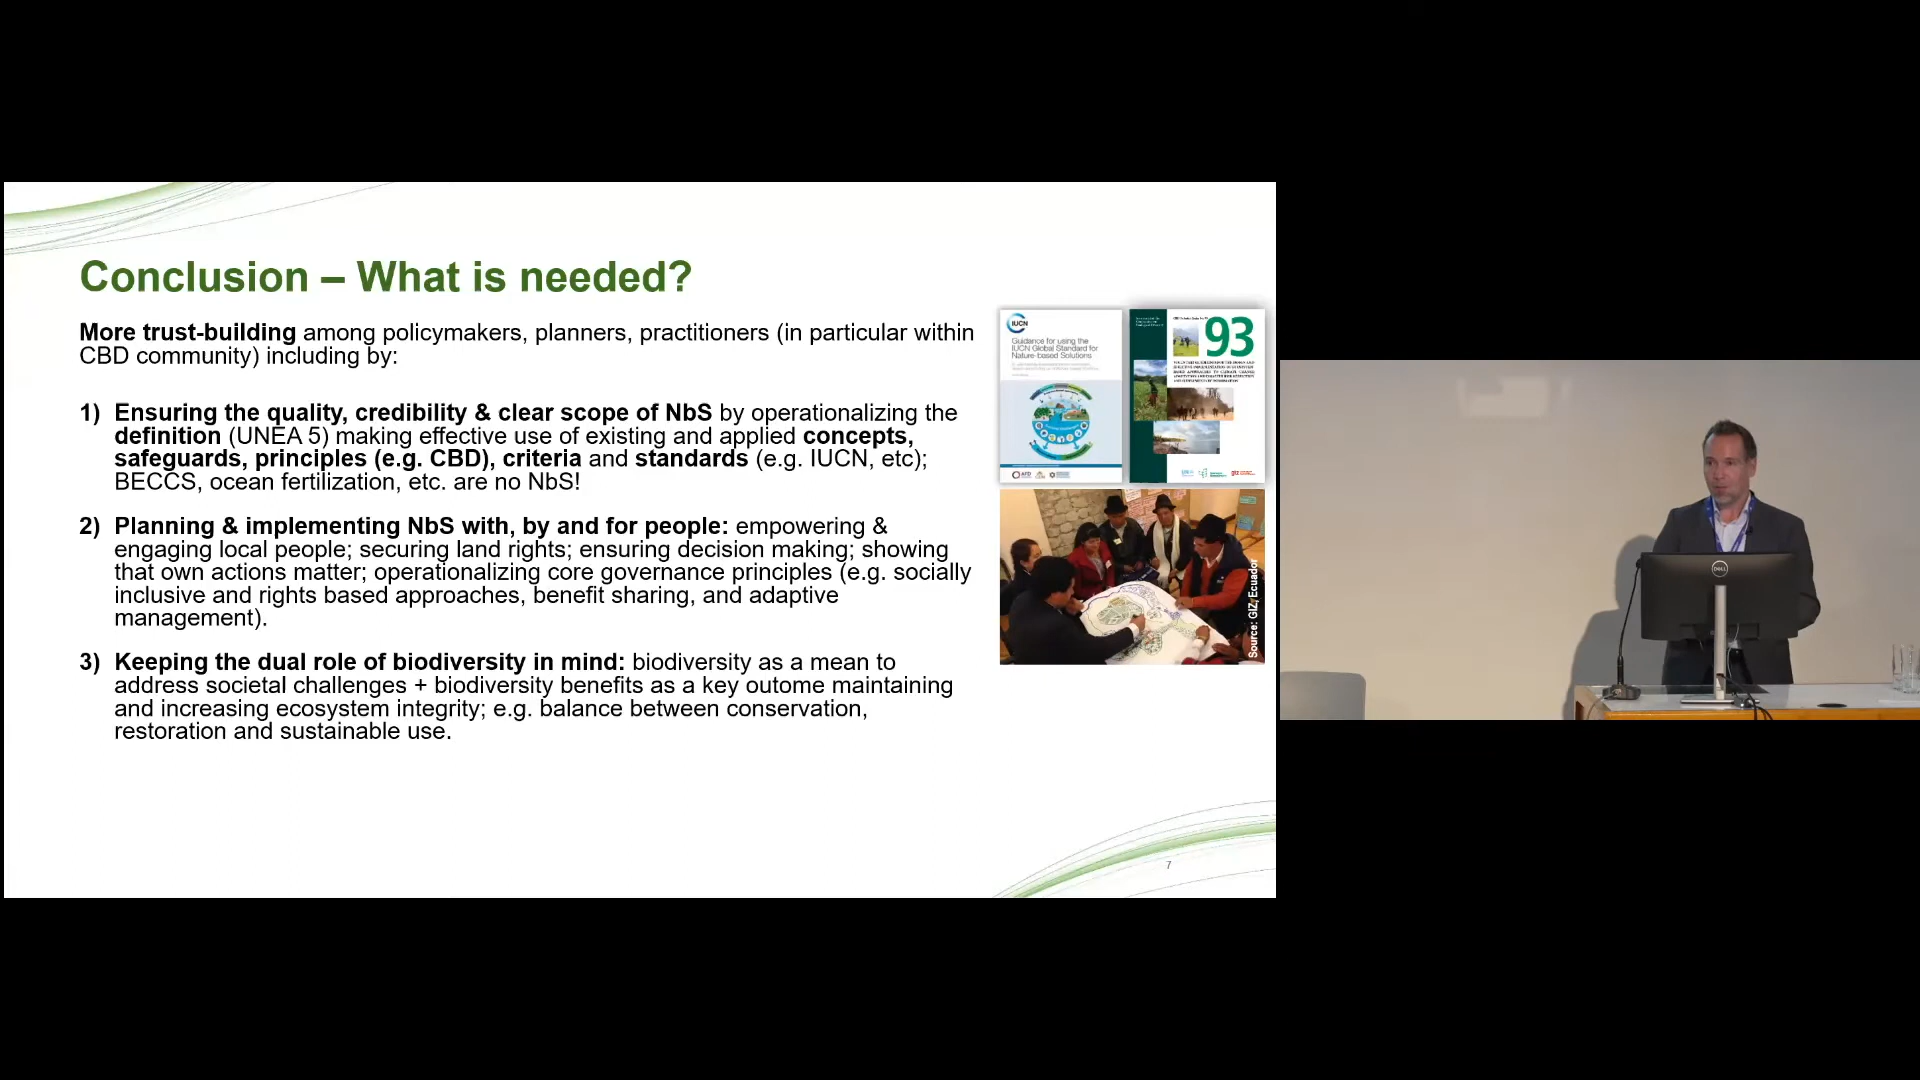 Conclusion – What is needed?
More trust-building among policymakers, planners, practitioners (in particular within
CBD community) including by:
1) Ensuring the quality, credibility & clear scope of NbS by operationalizing the
definition (UNEA 5) making effective use of existing and applied concepts,
safeguards, principles (e.g. CBD), criteria and standards (e.g. IUCN, etc);
BECCS, ocean fertilization, etc. are no NbS!
2) Planning & implementing NbS with, by and for people: empowering &
engaging local people; securing land rights; ensuring decision making; showing
that own actions matter; operationalizing core governance principles (e.g. socially
inclusive and rights based approaches, benefit sharing, and adaptive
management).
3) Keeping the dual role of biodiversity in mind: biodiversity as a mean to
address societal challenges + biodiversity benefits as a key outome maintaining
and increasing ecosystem integrity; e.g. balance between conservation,
restoration and sustainable use.
IUCN
Guidance for using the
IUCN Global Standard for
Nature-based Solutions
93
Source: GIZ, Ecuador
7
DELL